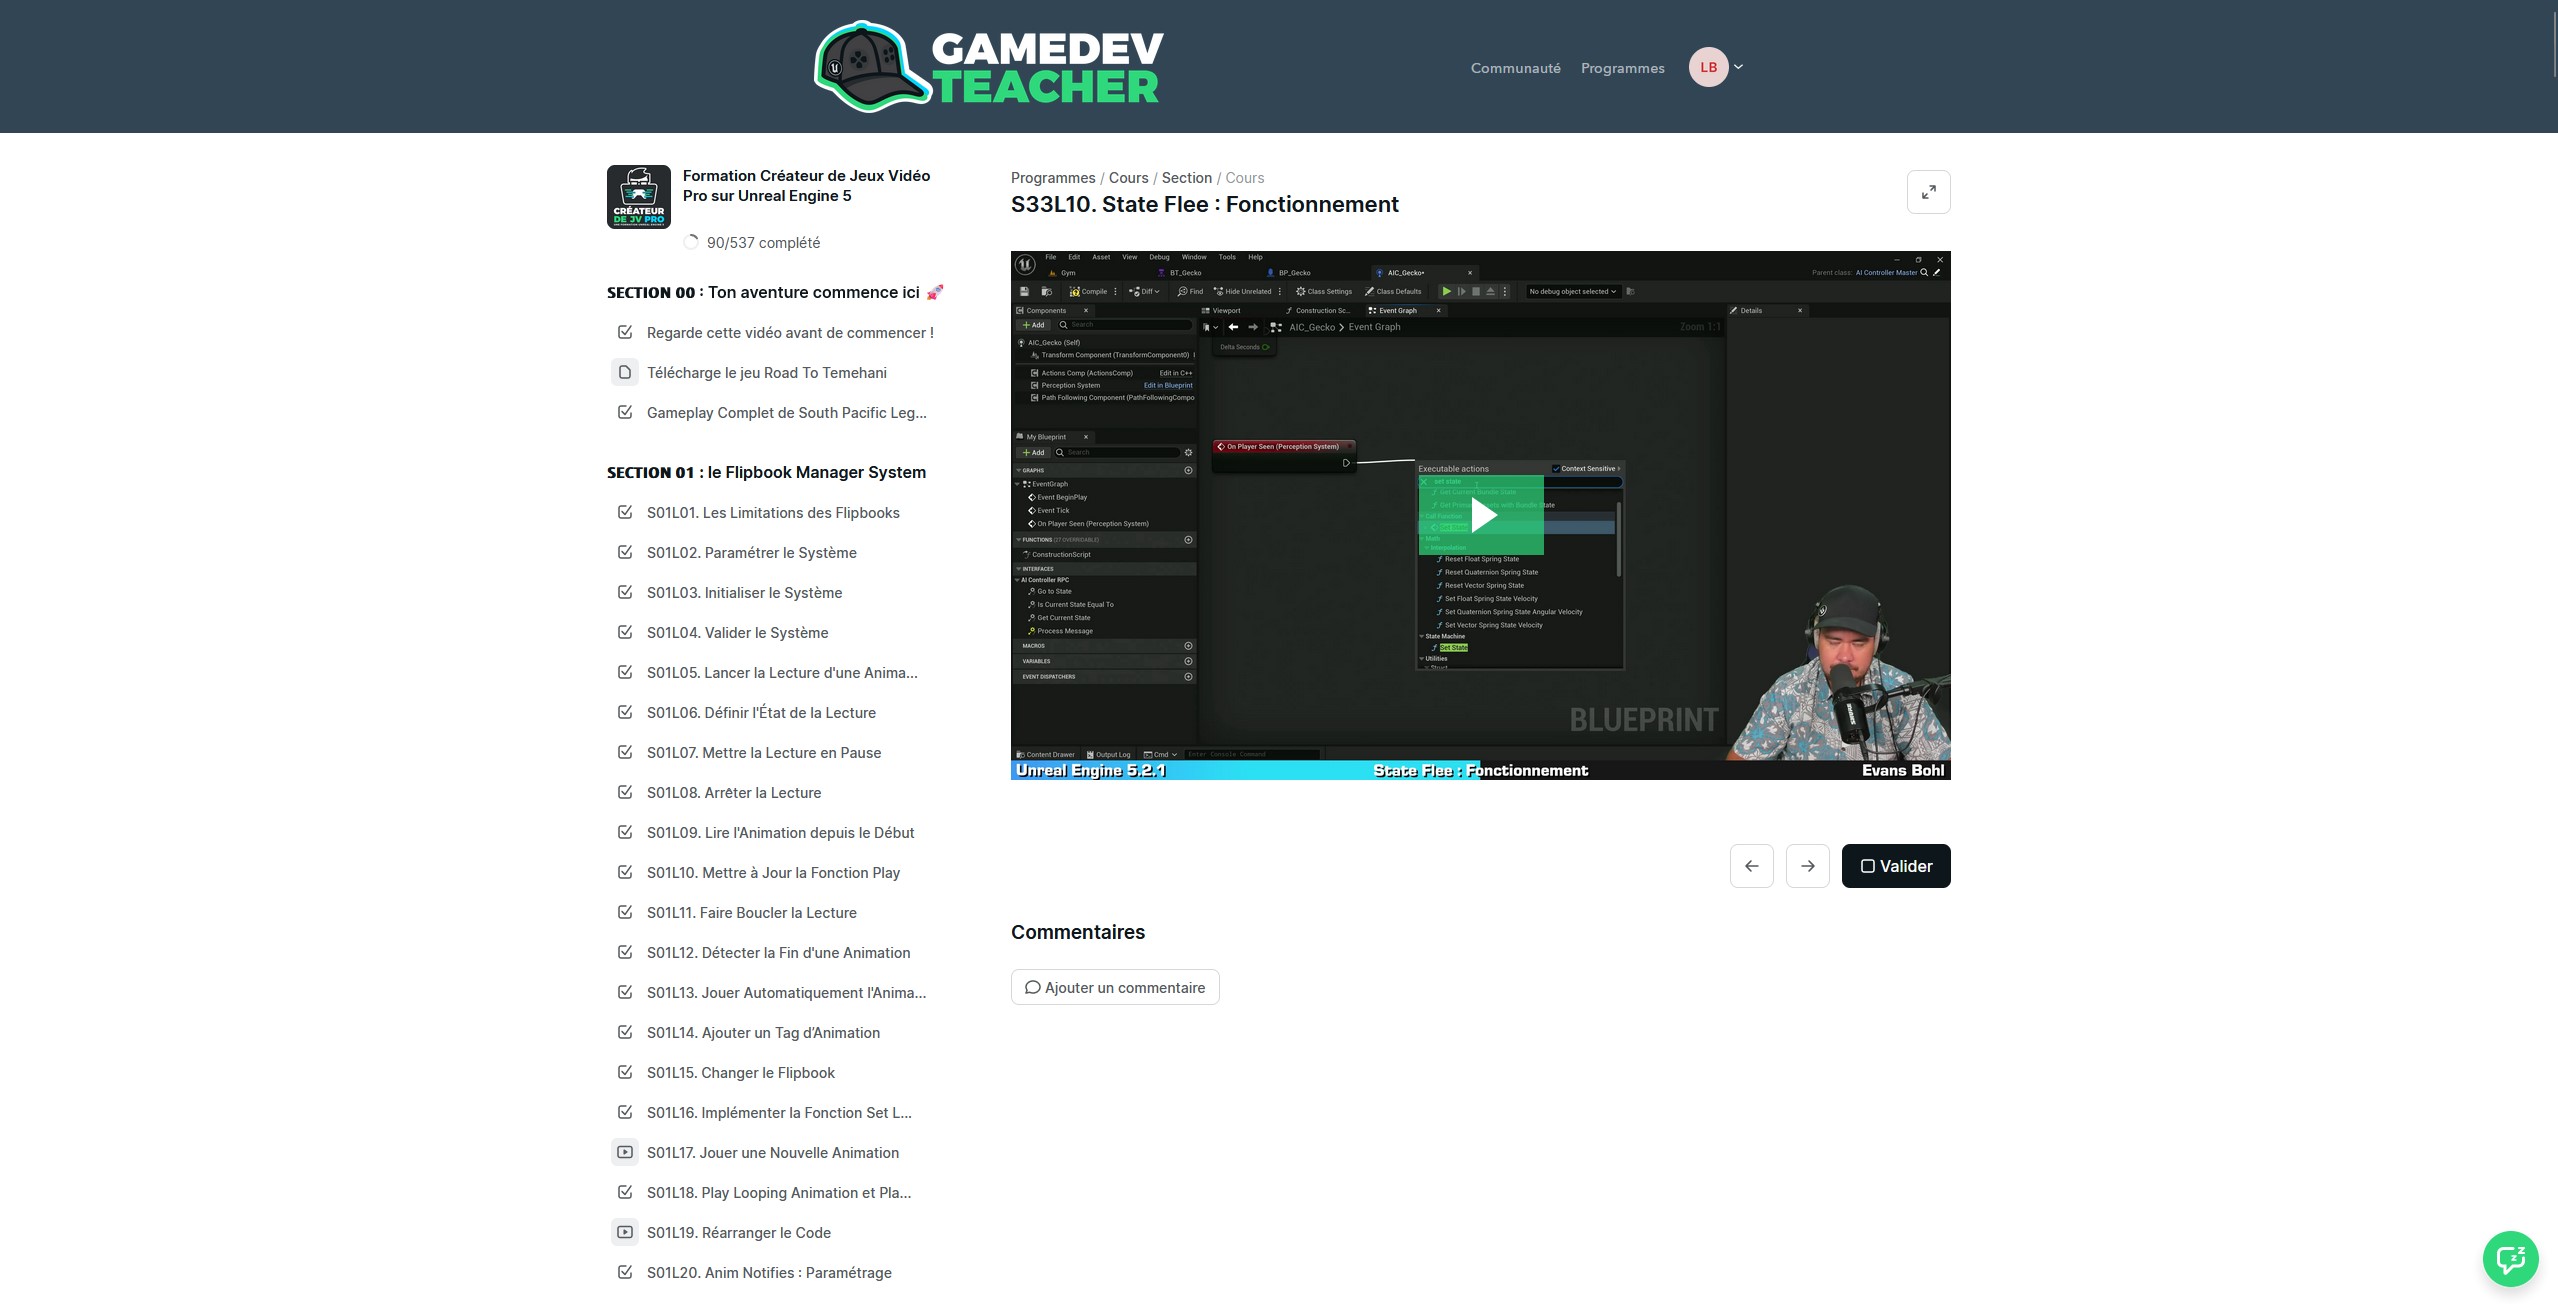 GAMEDEV
TEACHER
Communauté
Programmes
LB
CRÉATEUR
DE JV PRO
Formation Créateur de Jeux Vidéo
Pro sur Unreal Engine 5
90/537 complété
SECTION 00 : Ton aventure commence ici 🚀
Regarde cette vidéo avant de commencer !
Télécharge le jeu Road To Temehani
Gameplay Complet de South Pacific Leg...
SECTION 01 : le Flipbook Manager System
S01L01. Les Limitations des Flipbooks
S01L02. Paramétrer le Système
S01L03. Initialiser le Système
S01L04. Valider le Système
S01L05. Lancer la Lecture d'une Anima...
S01L06. Définir l'État de la Lecture
S01L07. Mettre la Lecture en Pause
S01L08. Arrêter la Lecture
S01L09. Lire l'Animation depuis le Début
S01L10. Mettre à Jour la Fonction Play
S01L11. Faire Boucler la Lecture
S01L12. Détecter la Fin d'une Animation
S01L13. Jouer Automatiquement l'Anima...
S01L14. Ajouter un Tag d’Animation
S01L15. Changer le Flipbook
S01L16. Implémenter la Fonction Set L...
S01L17. Jouer une Nouvelle Animation
S01L18. Play Looping Animation et Pla...
S01L19. Réarranger le Code
S01L20. Anim Notifies : Paramétrage
Programmes / Cours / Section / Cours
S33L10. State Flee : Fonctionnement
File Edit Asset View Debug Window Tools Help
Gym BT_Gecko BP_Gecko AIC_Gecko•
Parent class: AI Controller Master
Compile Diff Find Hide Unrelated Class Settings Class Defaults No debug object selected
Components
Add Search
AIC_Gecko (Self)
Transform Component (TransformComponent0)
Actions Comp (ActionsComp) Edit in C++
Perception System Edit in Blueprint
Path Following Component (PathFollowingCompo
My Blueprint
Add Search
GRAPHS
EventGraph
Event BeginPlay
Event Tick
On Player Seen (Perception System)
FUNCTIONS (27 OVERRIDABLE)
ConstructionScript
INTERFACES
AI Controller RPC
Go to State
Is Current State Equal To
Get Current State
Process Message
MACROS
VARIABLES
EVENT DISPATCHERS
Viewport Construction Sc... Event Graph
AIC_Gecko > Event Graph
Zoom 1:1
Delta Seconds
On Player Seen (Perception System)
Executable actions
Context Sensitive
set state
Get Current Bundle State
Call Function
Set State
Math
Interpolation
Reset Float Spring State
Reset Quaternion Spring State
Reset Vector Spring State
Set Float Spring State Velocity
Set Quaternion Spring State Angular Velocity
Set Vector Spring State Velocity
State Machine
Set State
Utilities
Struct
BLUEPRINT
Details
Content Drawer Output Log Cmd Enter Console Command
Unreal Engine 5.2.1
State Flee : Fonctionnement
Evans Bohl
Valider
Commentaires
Ajouter un commentaire